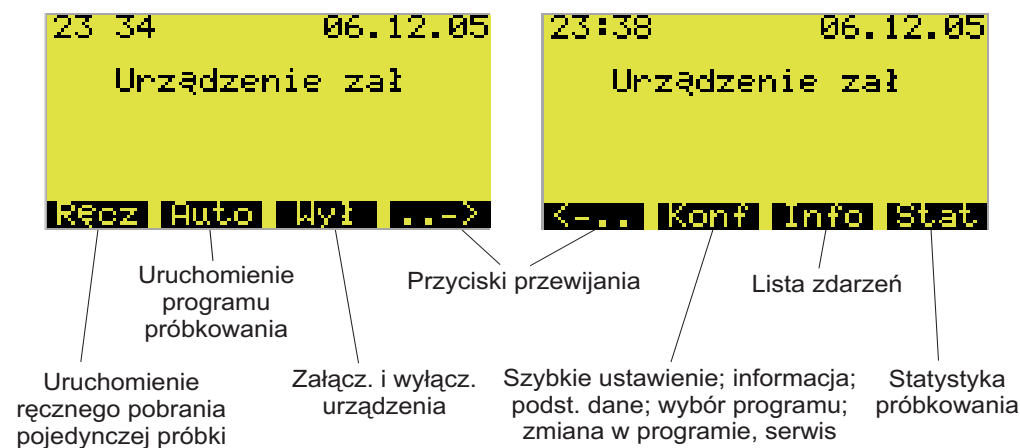 23 34 06.12.05
Urządzenie zał
Ręcz Auto Wył ..->
23:38 06.12.05
Urządzenie zał
<-.. Konf Info Stat
Uruchomienie
programu
próbkowania
Przyciski przewijania
Lista zdarzeń
Uruchomienie
ręcznego pobrania
pojedynczej próbki
Załącz. i wyłącz.
urządzenia
Szybkie ustawienie; informacja;
podst. dane; wybór programu;
zmiana w programie, serwis
Statystyka
próbkowania